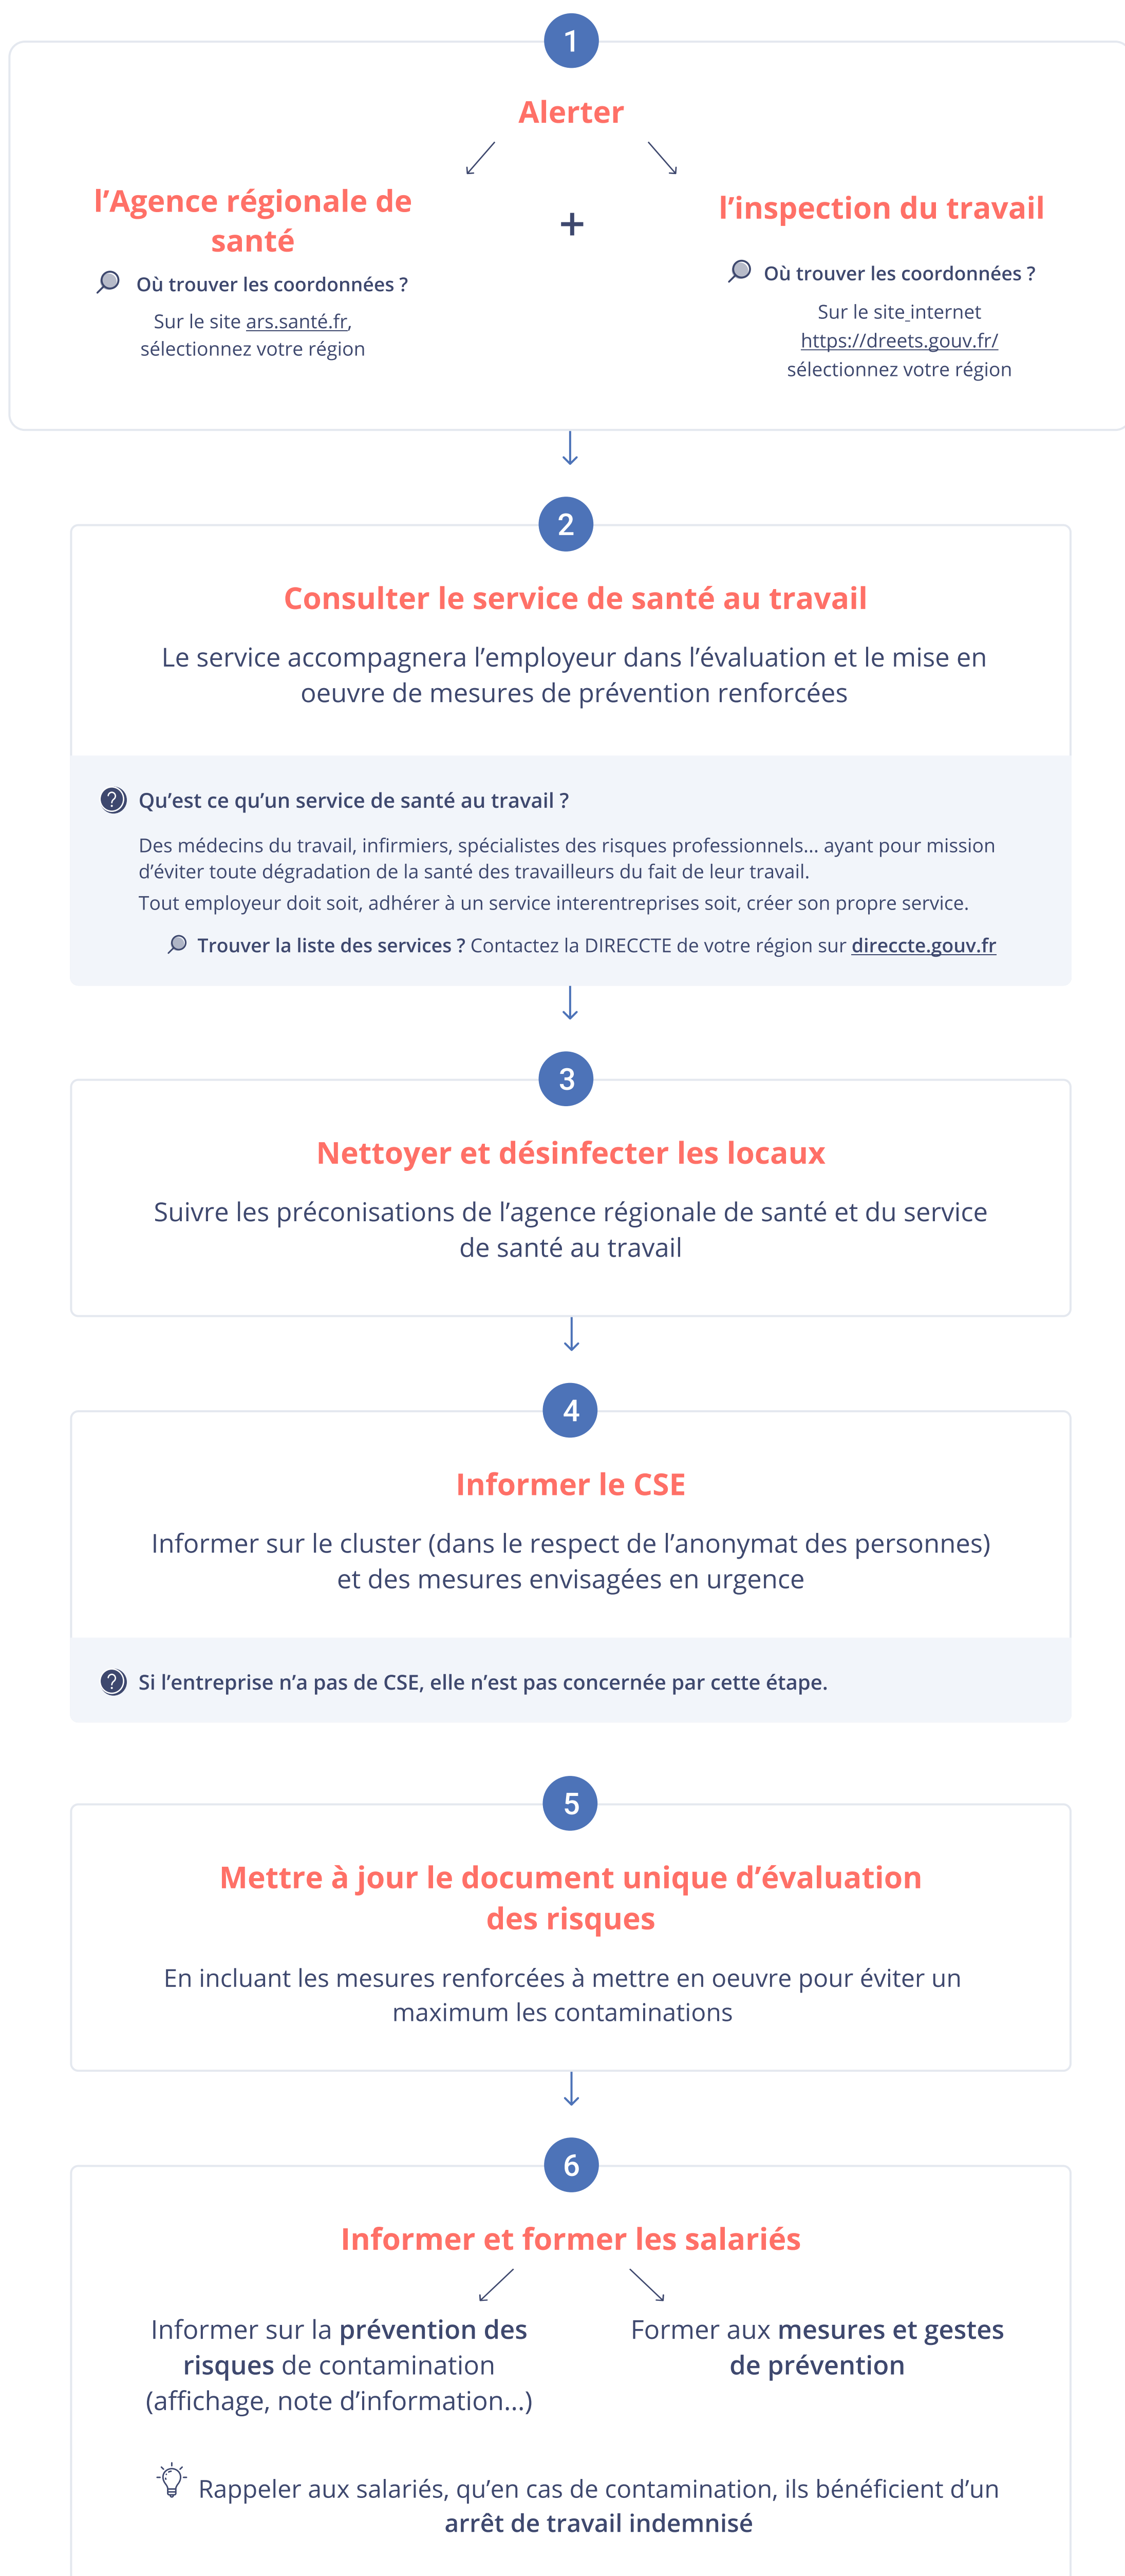 1
Alerter
l’Agence régionale de
santé
Où trouver les coordonnées ?
Sur le site ars.santé.fr,
sélectionnez votre région
+
l’inspection du travail
Où trouver les coordonnées ?
Sur le site internet
https://dreets.gouv.fr/
sélectionnez votre région
2
Consulter le service de santé au travail
Le service accompagnera l’employeur dans l’évaluation et le mise en
oeuvre de mesures de prévention renforcées
? Qu’est ce qu’un service de santé au travail ?
Des médecins du travail, infirmiers, spécialistes des risques professionnels... ayant pour mission
d’éviter toute dégradation de la santé des travailleurs du fait de leur travail.
Tout employeur doit soit, adhérer à un service interentreprises soit, créer son propre service.
Trouver la liste des services ? Contactez la DIRECCTE de votre région sur direccte.gouv.fr
3
Nettoyer et désinfecter les locaux
Suivre les préconisations de l’agence régionale de santé et du service
de santé au travail
4
Informer le CSE
Informer sur le cluster (dans le respect de l’anonymat des personnes)
et des mesures envisagées en urgence
? Si l’entreprise n’a pas de CSE, elle n’est pas concernée par cette étape.
5
Mettre à jour le document unique d’évaluation
des risques
En incluant les mesures renforcées à mettre en oeuvre pour éviter un
maximum les contaminations
6
Informer et former les salariés
Informer sur la prévention des
risques de contamination
(affichage, note d’information...)
Former aux mesures et gestes
de prévention
Rappeler aux salariés, qu’en cas de contamination, ils bénéficient d’un
arrêt de travail indemnisé